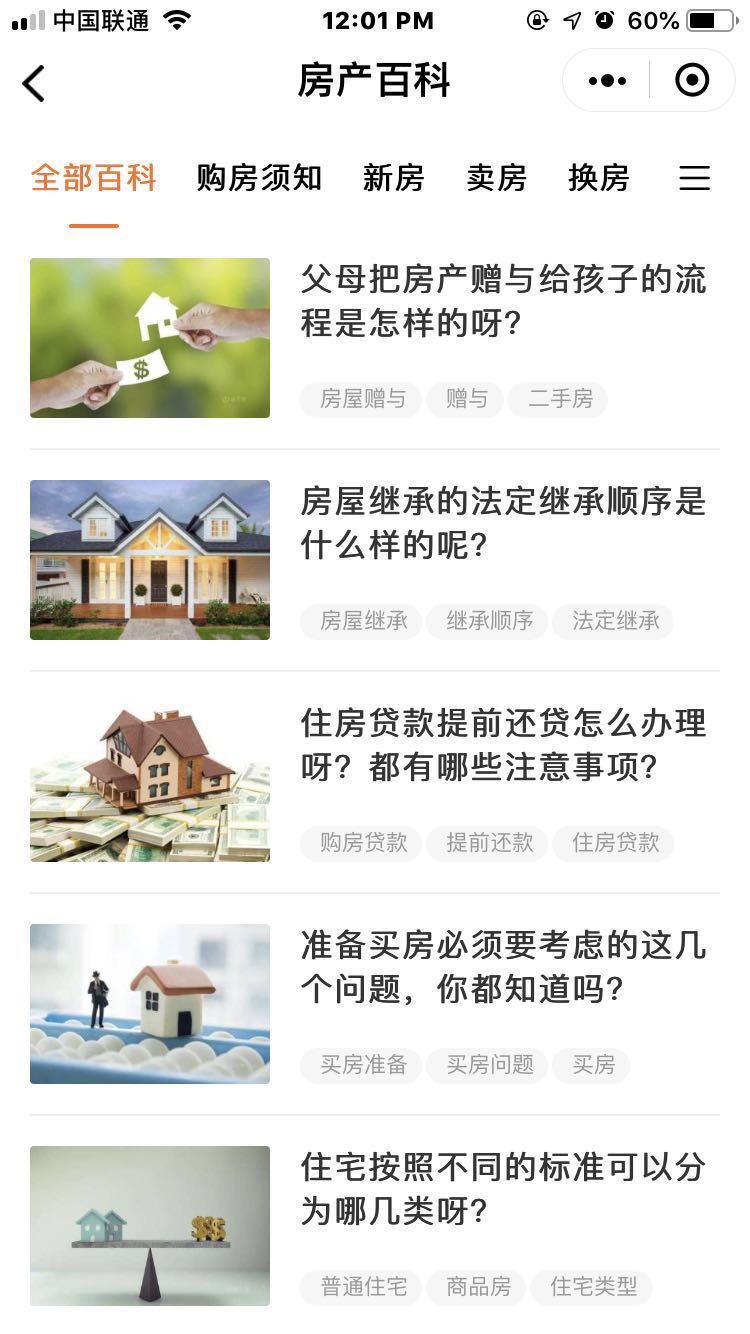 中国联通
12:01 PM
60%
房产百科
全部百科 购房须知 新房 卖房 换房
父母把房产赠与给孩子的流
程是怎样的呀?
房屋赠与 赠与 二手房
房屋继承的法定继承顺序是
什么样的呢?
房屋继承 继承顺序 法定继承
住房贷款提前还贷怎么办理
呀? 都有哪些注意事项?
购房贷款 提前还款 住房贷款
准备买房必须要考虑的这几
个问题，你都知道吗?
买房准备 买房问题 买房
住宅按照不同的标准可以分
为哪几类呀?
普通住宅 商品房 住宅类型